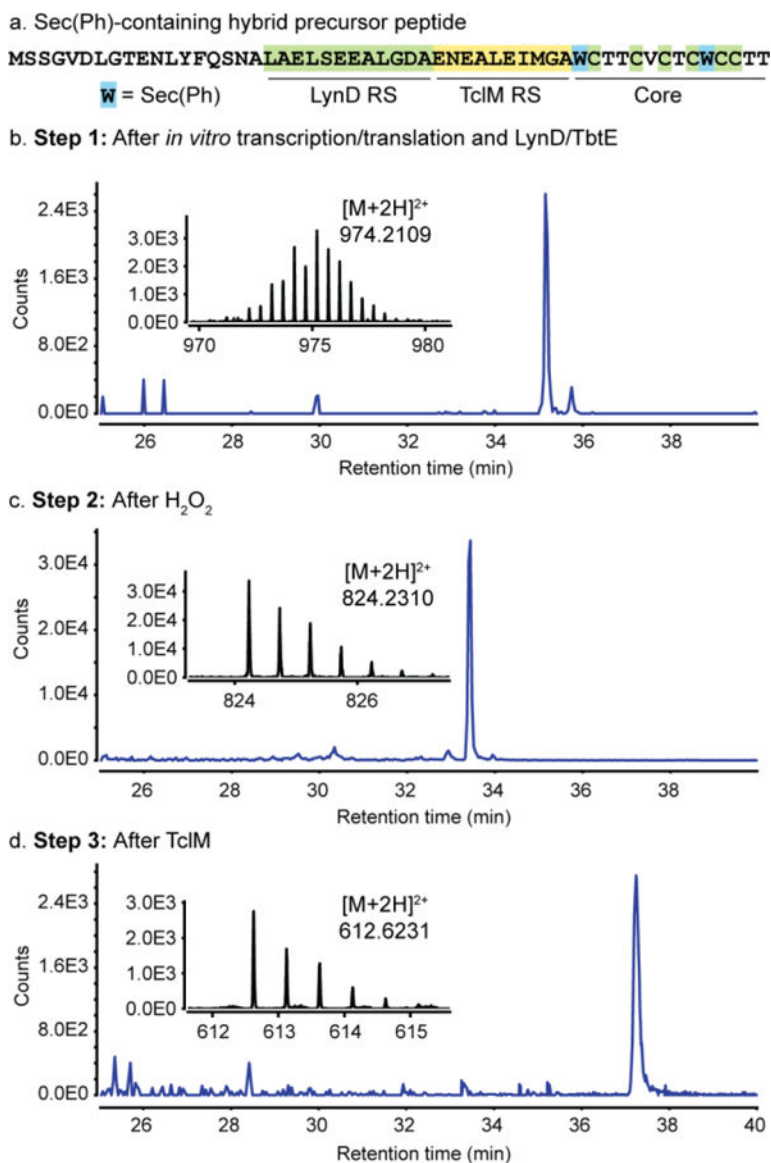 a. Sec(Ph)-containing hybrid precursor peptide
MSSGVDLGTENLYFQSNALAELSEEALGDAENEALEIMGAWCTTCVCTCWCCTT
W = Sec(Ph) LynD RS TclM RS Core
b. Step 1: After in vitro transcription/translation and LynD/TbtE
[M+2H]2+
974.2109
3.0E3
2.0E3
1.0E3
0.0E0
970 975 980
Counts
2.4E3
1.6E3
8.0E2
0.0E0
26 28 30 32 34 36 38
Retention time (min)
c. Step 2: After H2O2
[M+2H]2+
824.2310
3.0E4
2.0E4
1.0E4
0.0E0
824 826
Counts
3.0E4
2.0E4
1.0E4
0.0E0
26 28 30 32 34 36 38
Retention time (min)
d. Step 3: After TclM
[M+2H]2+
612.6231
3.0E3
2.0E3
1.0E3
0.0E0
612 613 614 615
Counts
2.4E3
1.6E3
8.0E2
0.0E0
26 28 30 32 34 36 38 40
Retention time (min)